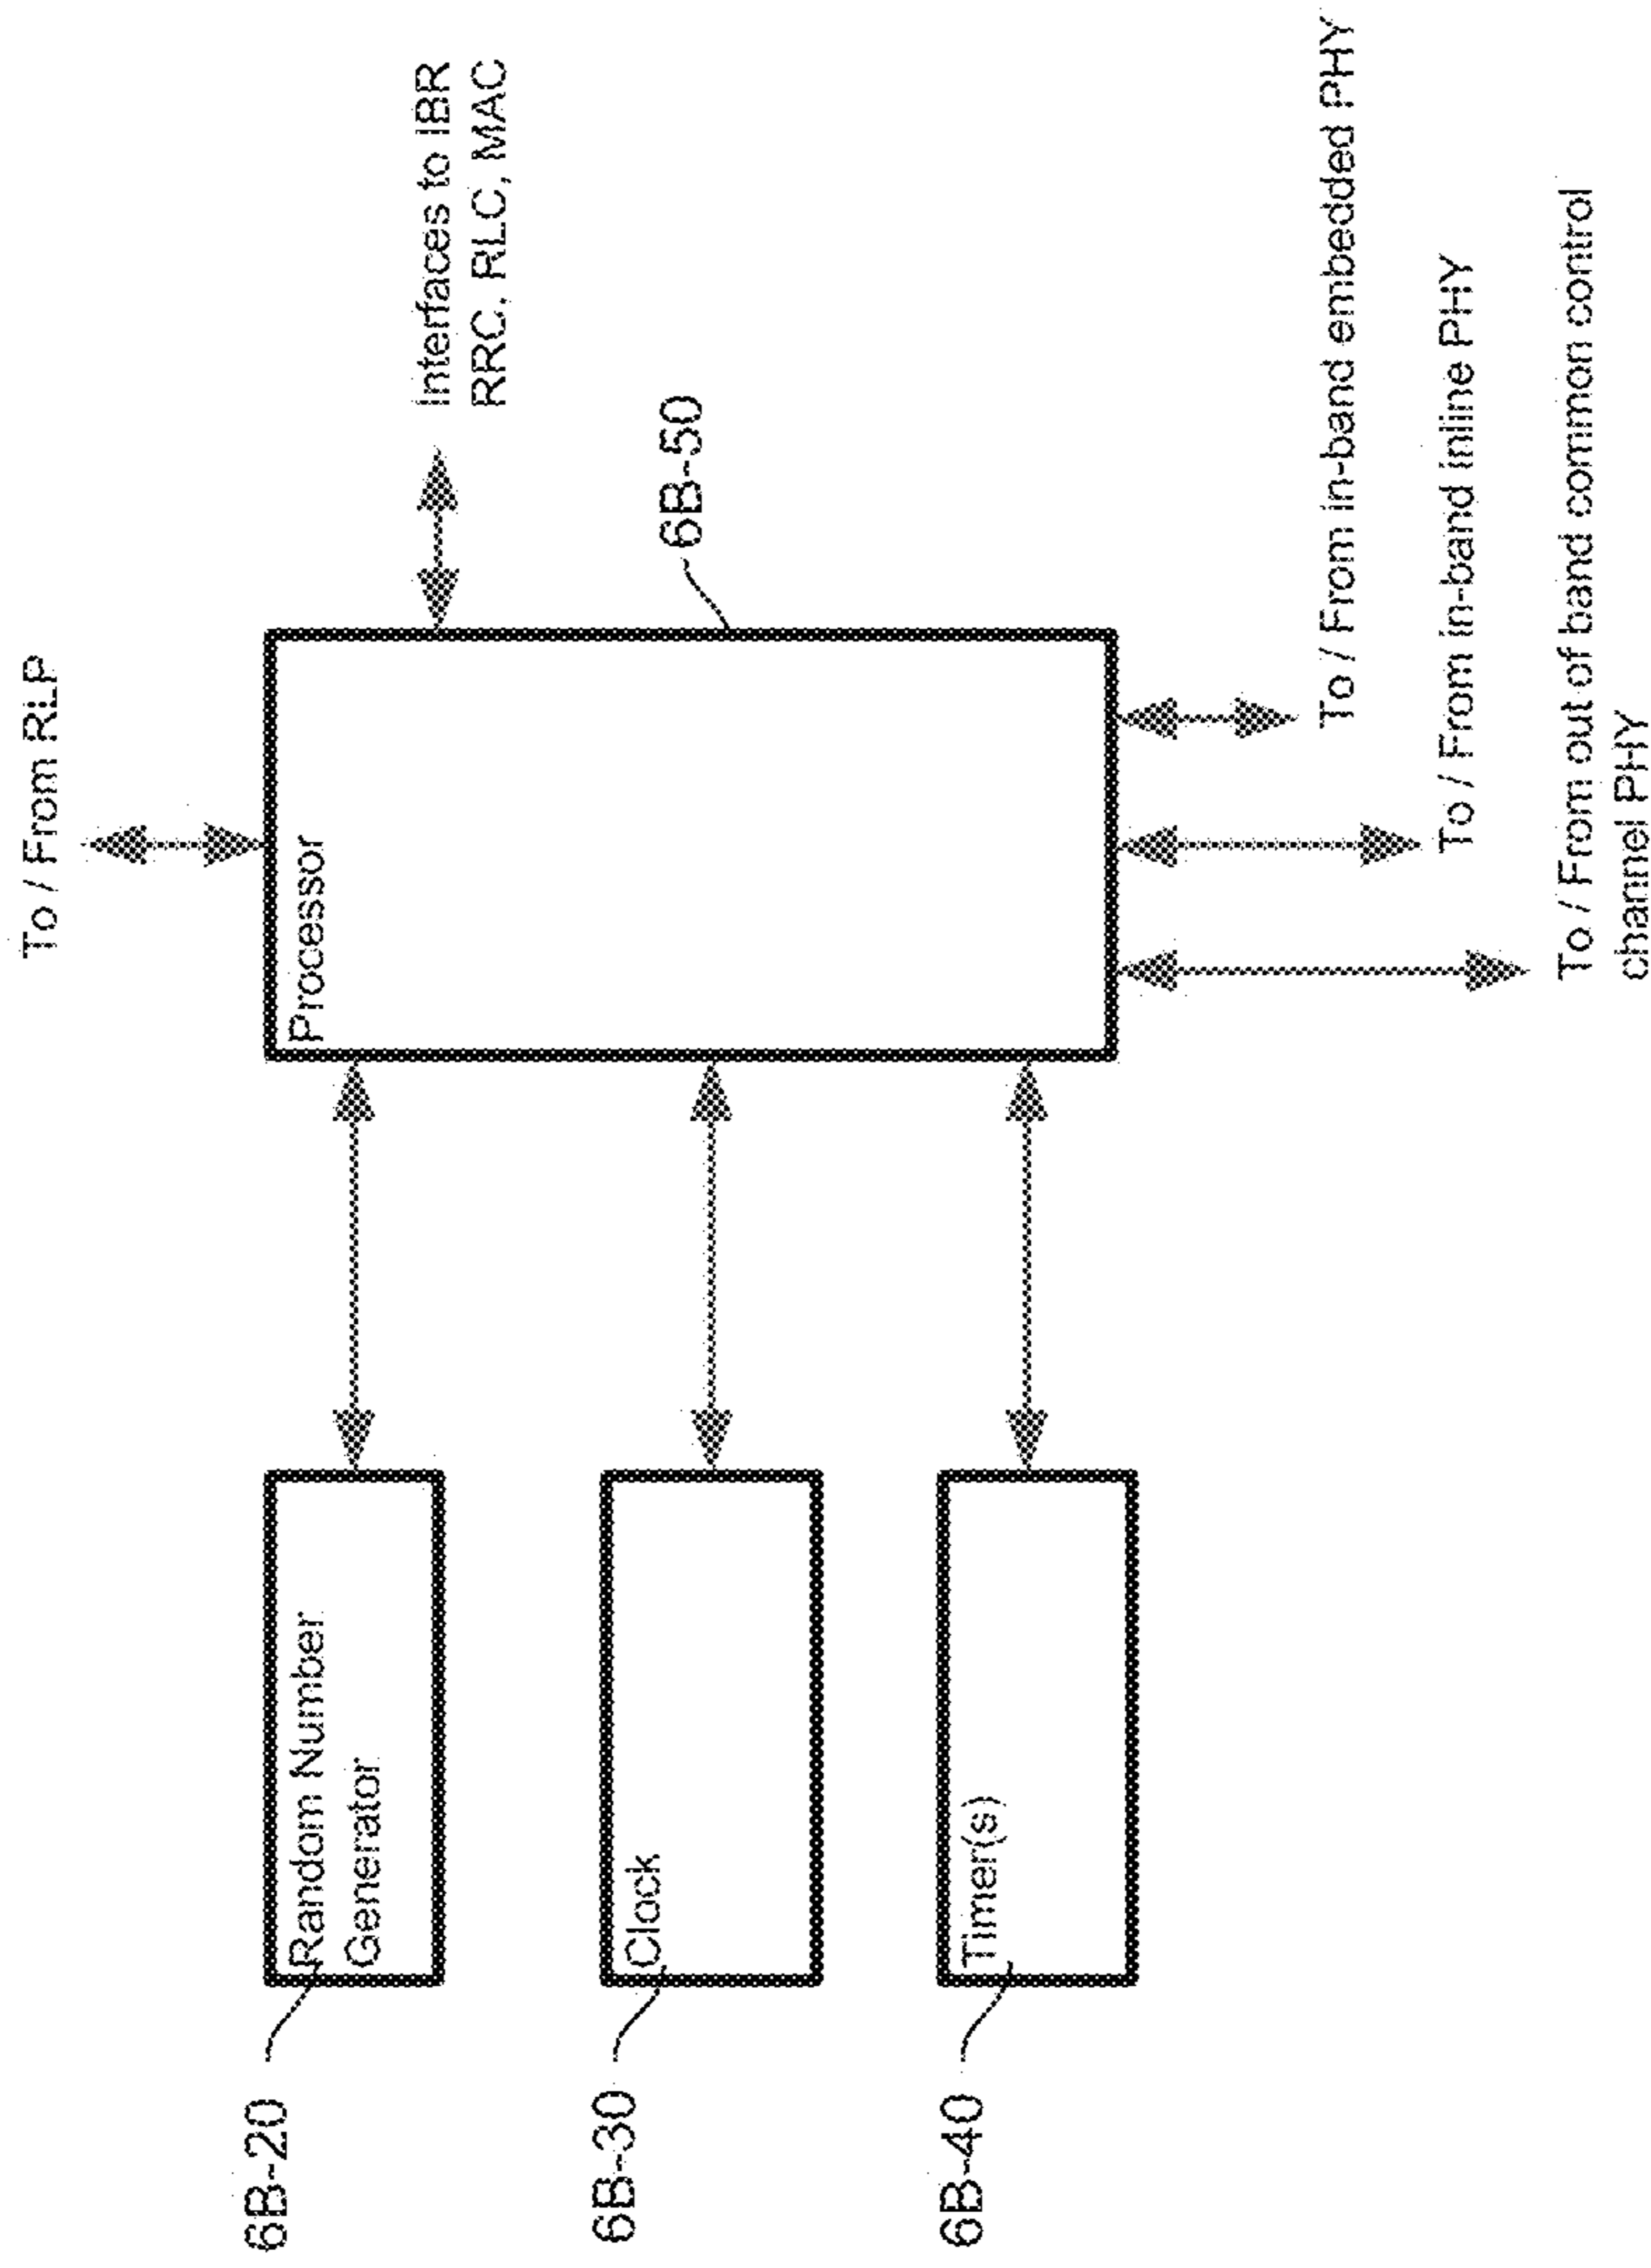 6B-20
Random Number
Generator
6B-30
Clock
6B-40
Timer(s)
To / From RLP
Processor
6B-50
Interfaces to IBR
RRC, RLC, MAC
To / From in-band embedded PHY
To / From in-band inline PHY
To / From out of band common control
channel PHY